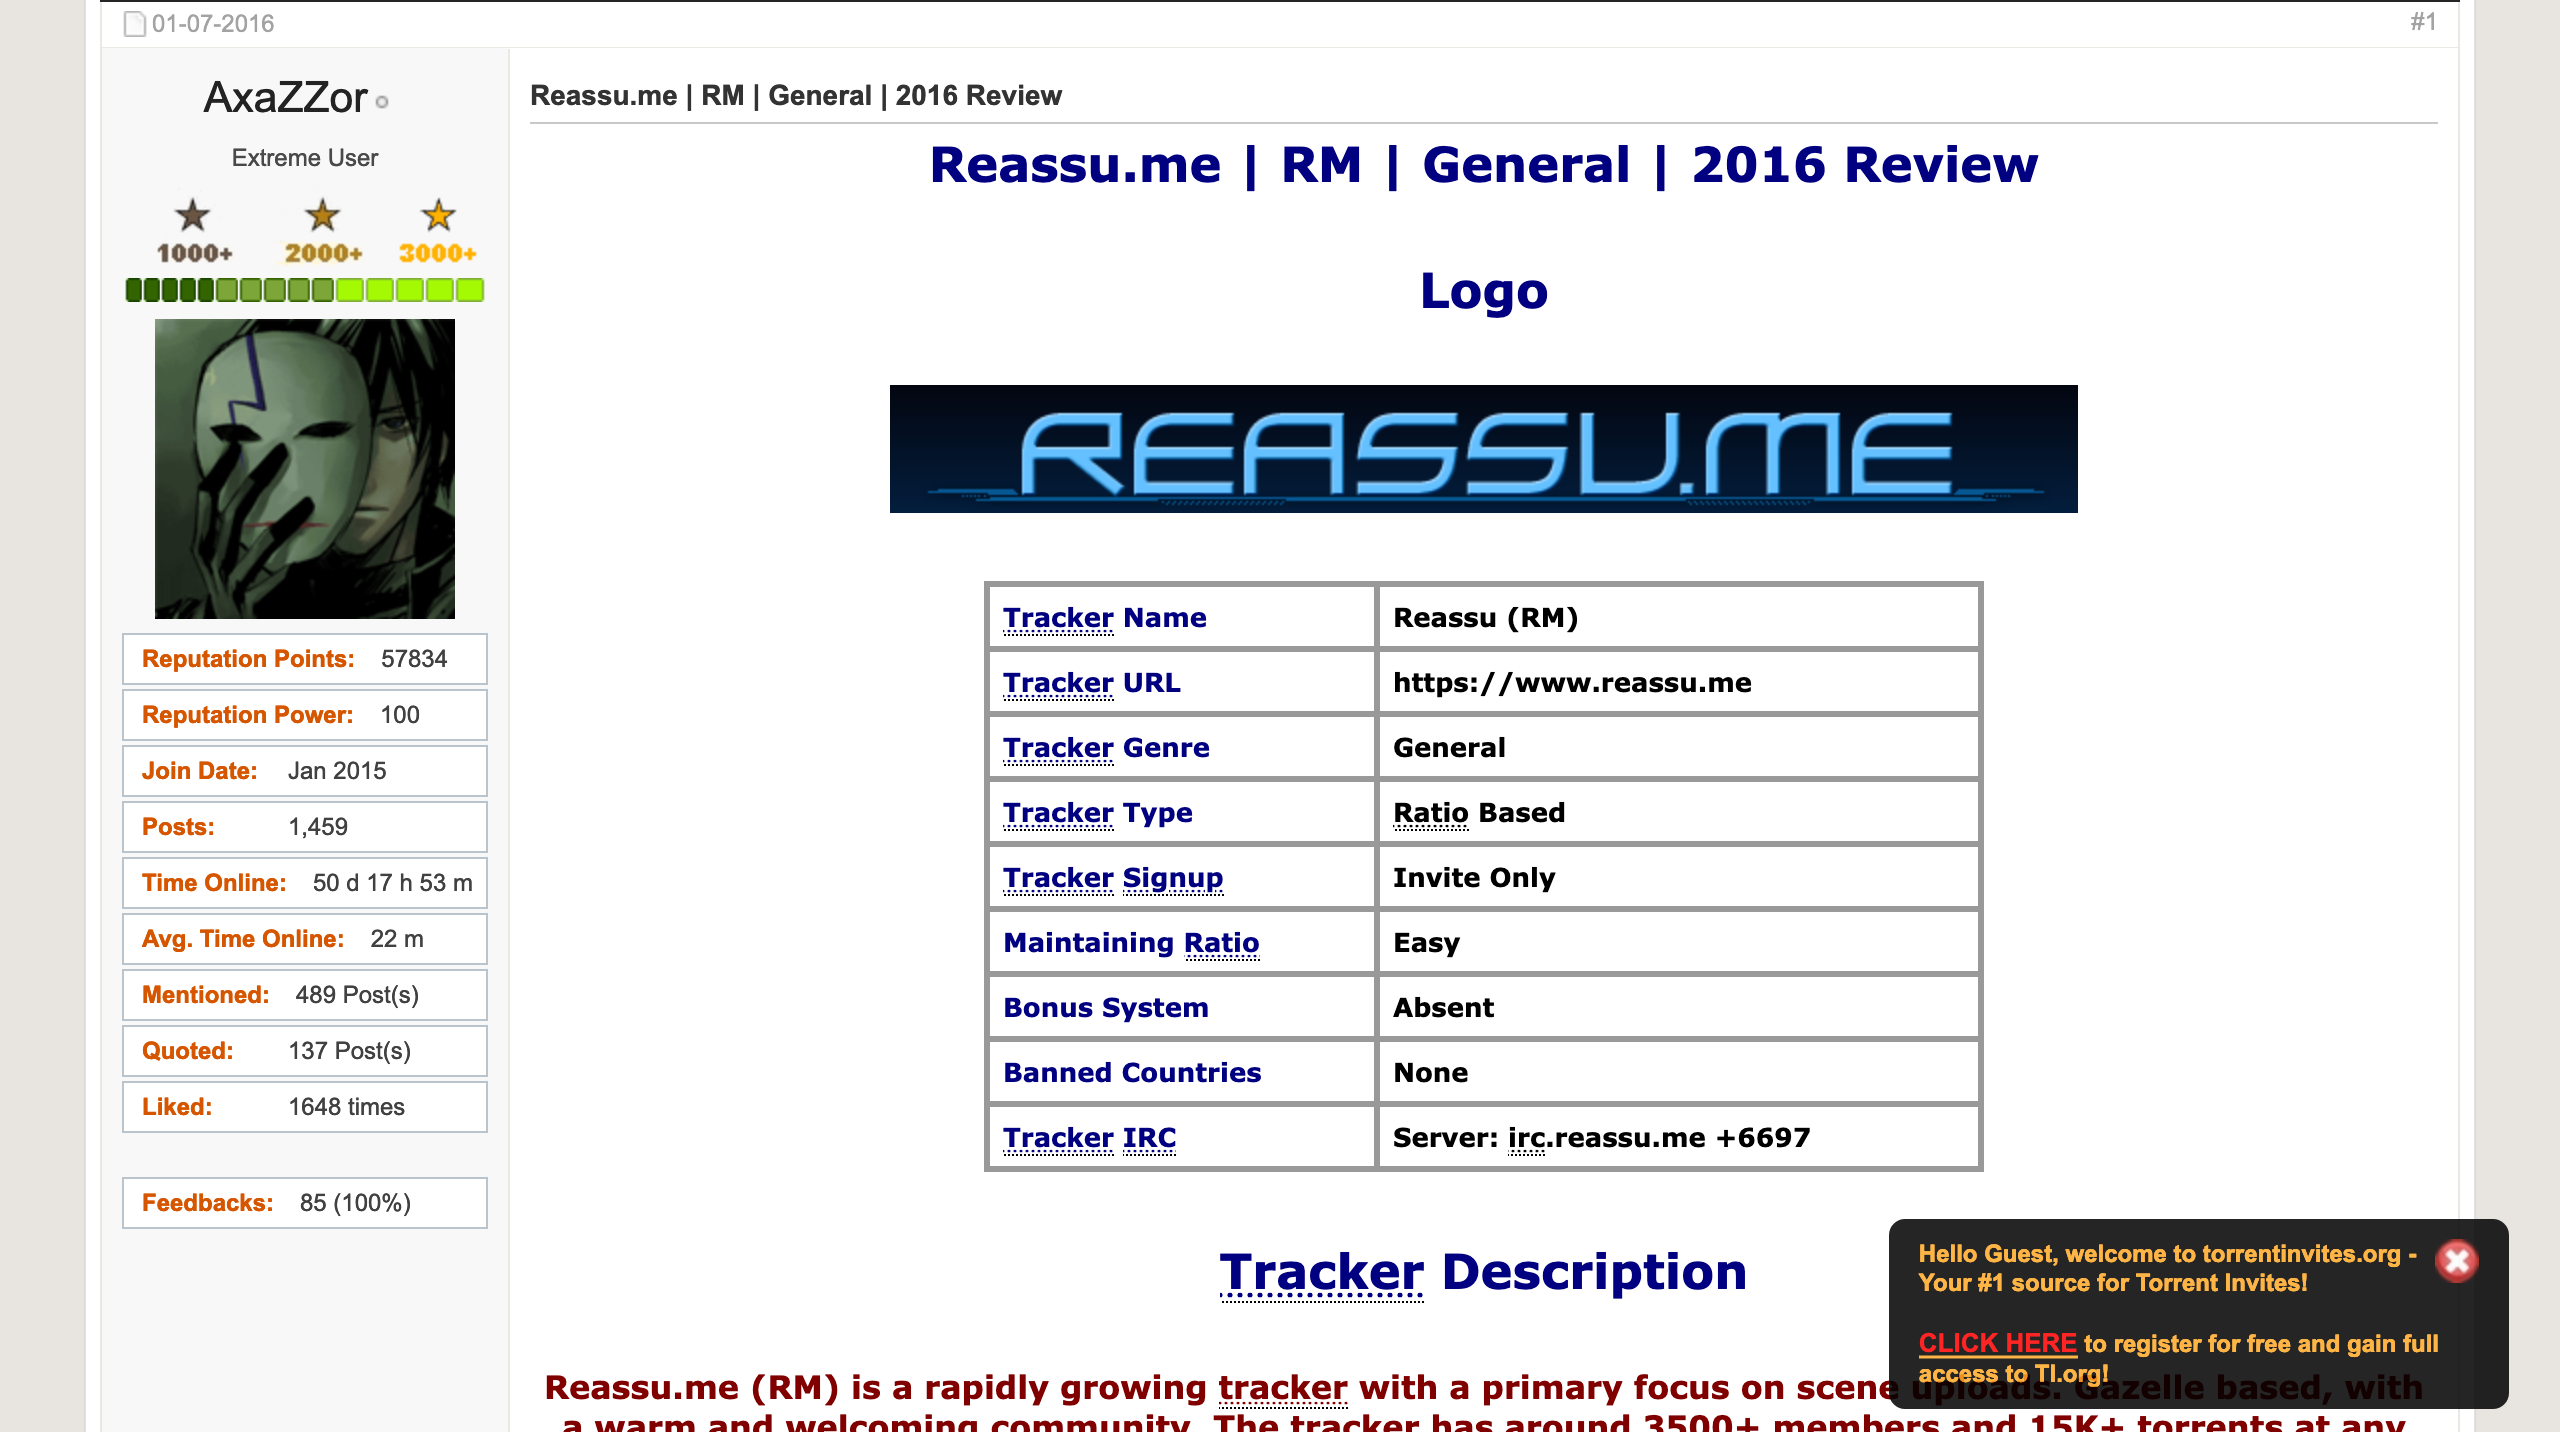 01-07-2016
#1
AxaZZor
Extreme User
1000+ 2000+ 3000+
Reputation Points: 57834
Reputation Power: 100
Join Date: Jan 2015
Posts: 1,459
Time Online: 50 d 17 h 53 m
Avg. Time Online: 22 m
Mentioned: 489 Post(s)
Quoted: 137 Post(s)
Liked: 1648 times
Feedbacks: 85 (100%)
Reassu.me | RM | General | 2016 Review
Reassu.me | RM | General | 2016 Review
Logo
REASSU.ME
Tracker Name Reassu (RM)
Tracker URL https://www.reassu.me
Tracker Genre General
Tracker Type Ratio Based
Tracker Signup Invite Only
Maintaining Ratio Easy
Bonus System Absent
Banned Countries None
Tracker IRC Server: irc.reassu.me +6697
Tracker Description
Reassu.me (RM) is a rapidly growing tracker with a primary focus on scene uploads. Gazelle based, with
a warm and welcoming community. The tracker has around 3500+ members and 15K+ torrents at any
Hello Guest, welcome to torrentinvites.org -
Your #1 source for Torrent Invites!
CLICK HERE to register for free and gain full
access to TI.org!